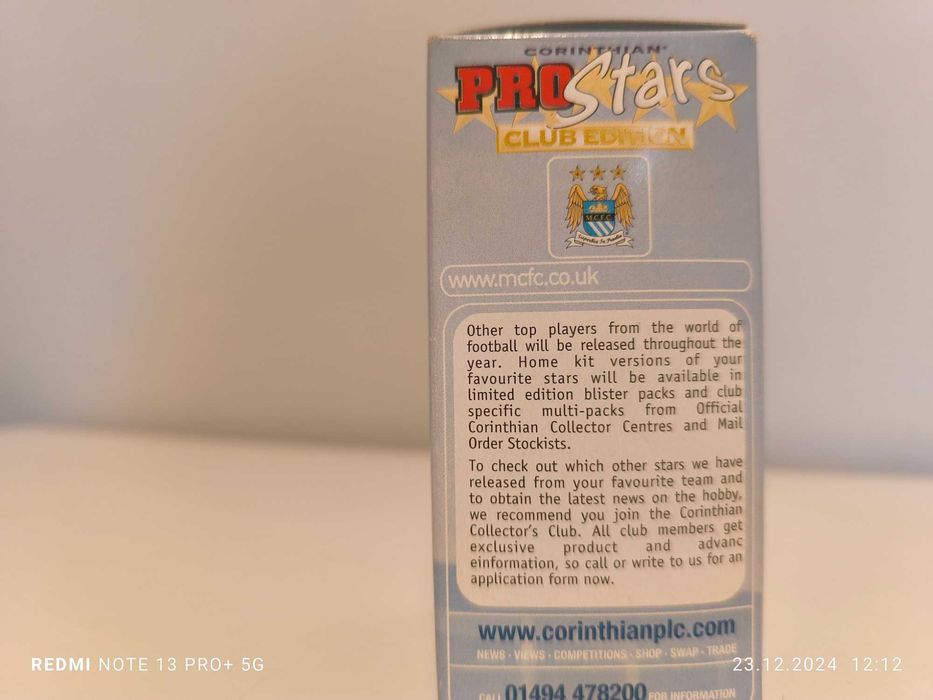 CORINTHIAN
PROStars
CLUB EDITION
M.C.F.C
Superbia In Proelia
www.mcfc.co.uk
Other top players from the world of
football will be released throughout the
year. Home kit versions of your
favourite stars will be available in
limited edition blister packs and club
specific multi-packs from Official
Corinthian Collector Centres and Mail
Order Stockists.
To check out which other stars we have
released from your favourite team and
to obtain the latest news on the hobby,
we recommend you join the Corinthian
Collector's Club. All club members get
exclusive product and advanc
einformation, so call or write to us for an
application form now.
www.corinthianplc.com
NEWS · VIEWS · COMPETITIONS · SHOP · SWAP · TRADE
CALL 01494 478200 FOR INFORMATION
REDMI NOTE 13 PRO+ 5G
23.12.2024 12:12